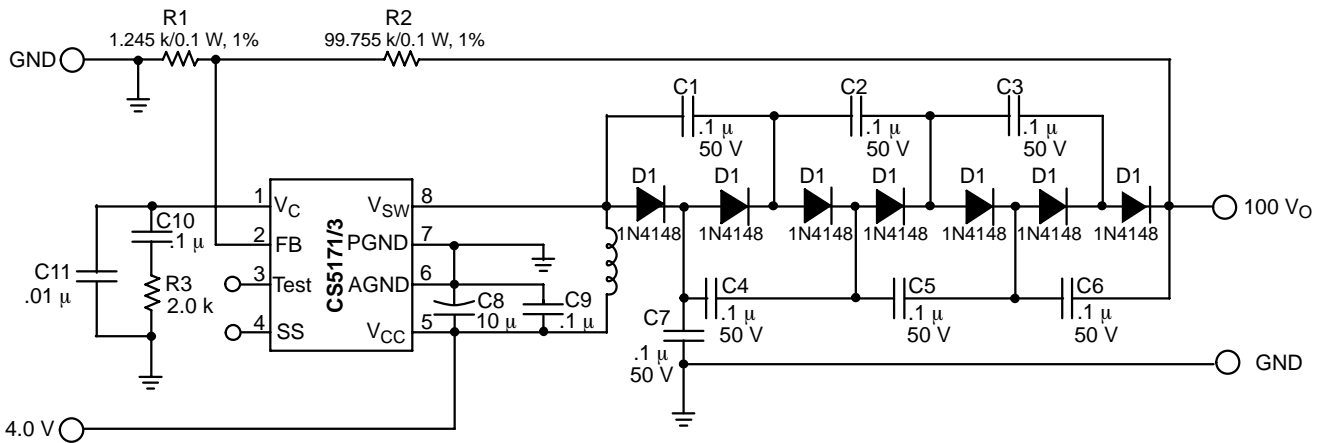 R1
1.245 k/0.1 W, 1%
R2
99.755 k/0.1 W, 1%
GND
C1
.1 μ
50 V
C2
.1 μ
50 V
C3
.1 μ
50 V
D1
1N4148
D1
1N4148
D1
1N4148
D1
1N4148
D1
1N4148
D1
1N4148
D1
1N4148
100 VO
1
VC
VSW
8
2
FB
PGND
7
3
Test
AGND
6
4
SS
VCC
5
CS5171/3
C10
.1 μ
C11
.01 μ
R3
2.0 k
C8
10 μ
C9
.1 μ
C4
.1 μ
50 V
C5
.1 μ
50 V
C6
.1 μ
50 V
C7
.1 μ
50 V
GND
4.0 V